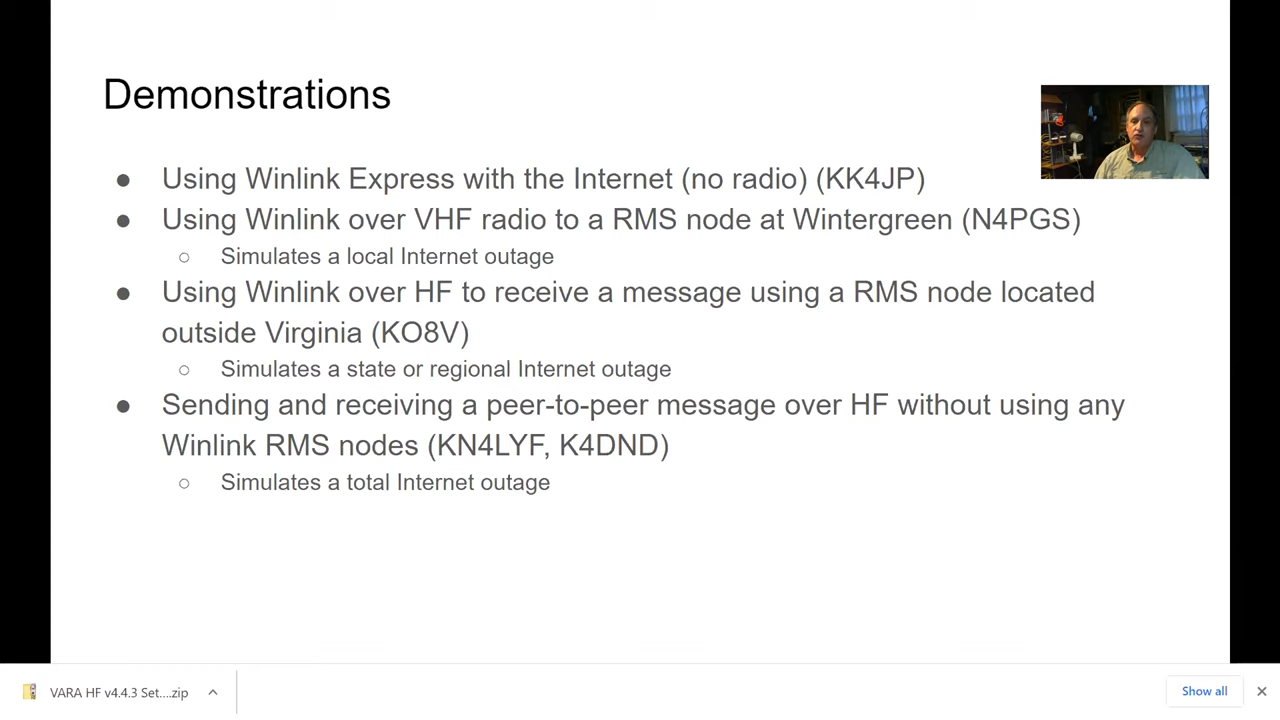 Demonstrations
● Using Winlink Express with the Internet (no radio) (KK4JP)
● Using Winlink over VHF radio to a RMS node at Wintergreen (N4PGS)
○ Simulates a local Internet outage
● Using Winlink over HF to receive a message using a RMS node located
outside Virginia (KO8V)
○ Simulates a state or regional Internet outage
● Sending and receiving a peer-to-peer message over HF without using any
Winlink RMS nodes (KN4LYF, K4DND)
○ Simulates a total Internet outage
VARA HF v4.4.3 Set....zip
Show all